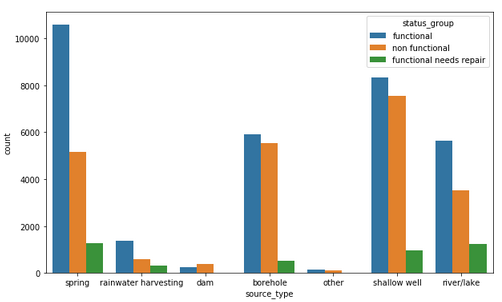 status_group
functional
non functional
functional needs repair
10000
8000
6000
4000
2000
0
count
spring rainwater harvesting dam borehole other shallow well river/lake
source_type